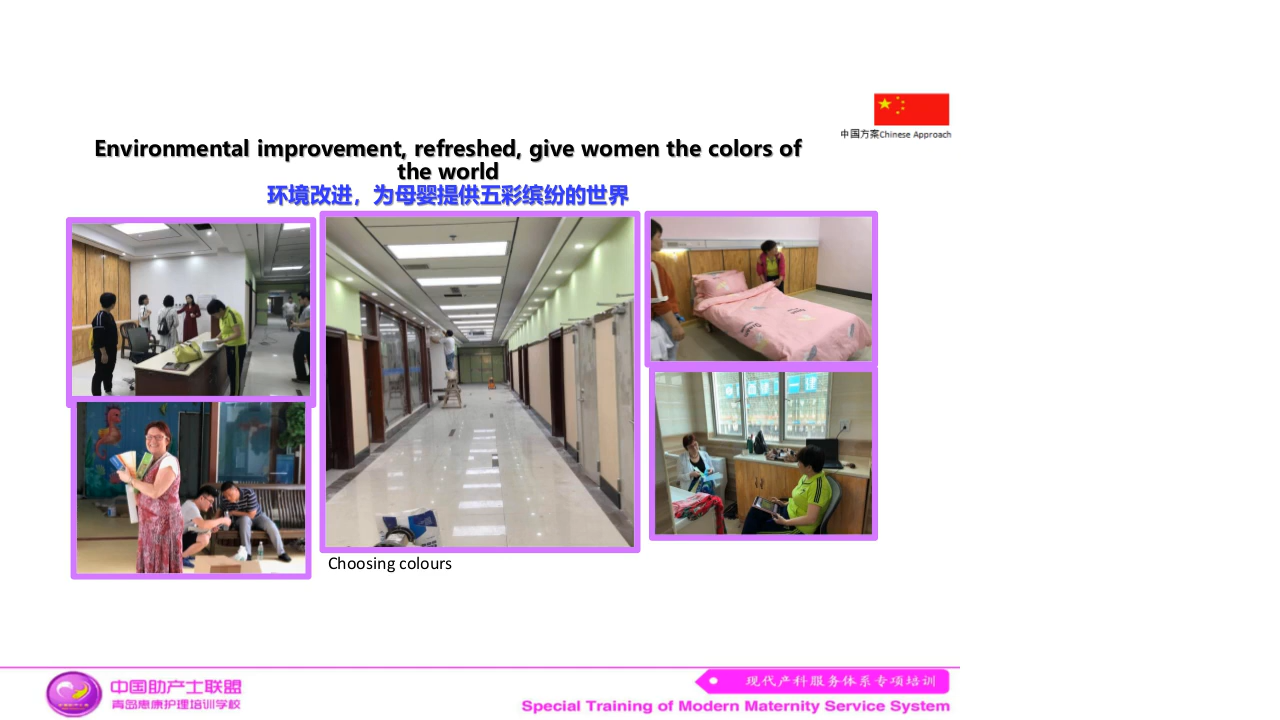 中国方案Chinese Approach
Environmental improvement, refreshed, give women the colors of
the world
环境改进，为母婴提供五彩缤纷的世界
Choosing colours
中国助产士联盟
青岛惠康护理培训学校
现代产科服务体系专项培训
Special Training of Modern Maternity Service System